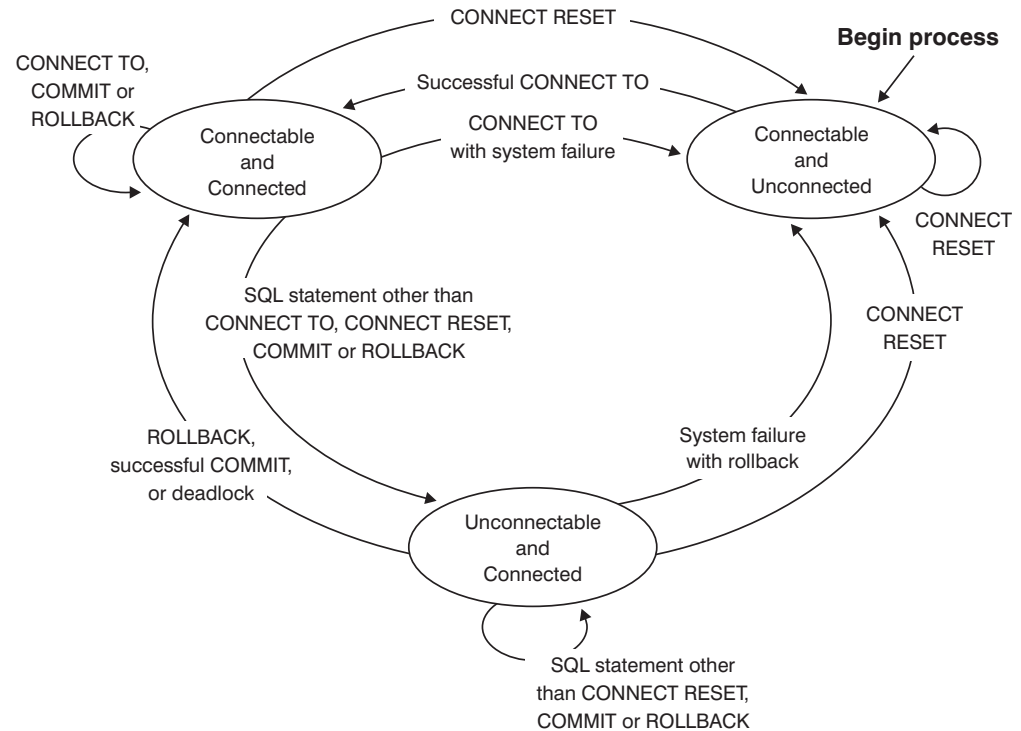 CONNECT RESET
Begin process
CONNECT TO,
COMMIT or
ROLLBACK
Successful CONNECT TO
CONNECT TO
with system failure
Connectable
and
Connected
Connectable
and
Unconnected
CONNECT
RESET
SQL statement other than
CONNECT TO, CONNECT RESET,
COMMIT or ROLLBACK
CONNECT
RESET
ROLLBACK,
successful COMMIT,
or deadlock
System failure
with rollback
Unconnectable
and
Connected
SQL statement other
than CONNECT RESET,
COMMIT or ROLLBACK